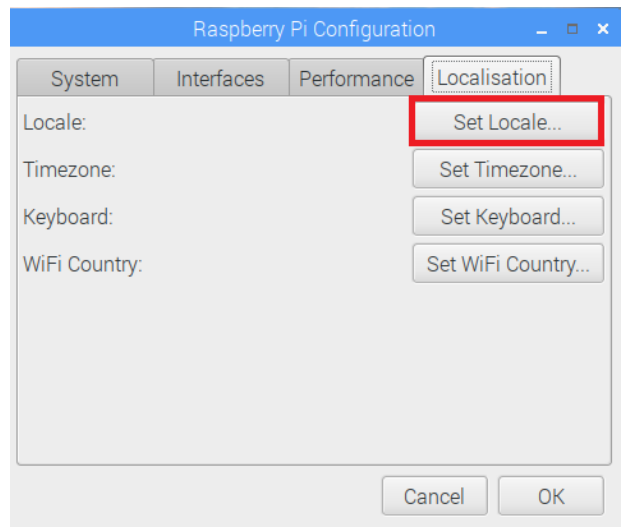 Raspberry Pi Configuration
System Interfaces Performance Localisation
Locale: Set Locale...
Timezone: Set Timezone...
Keyboard: Set Keyboard...
WiFi Country: Set WiFi Country...
Cancel OK